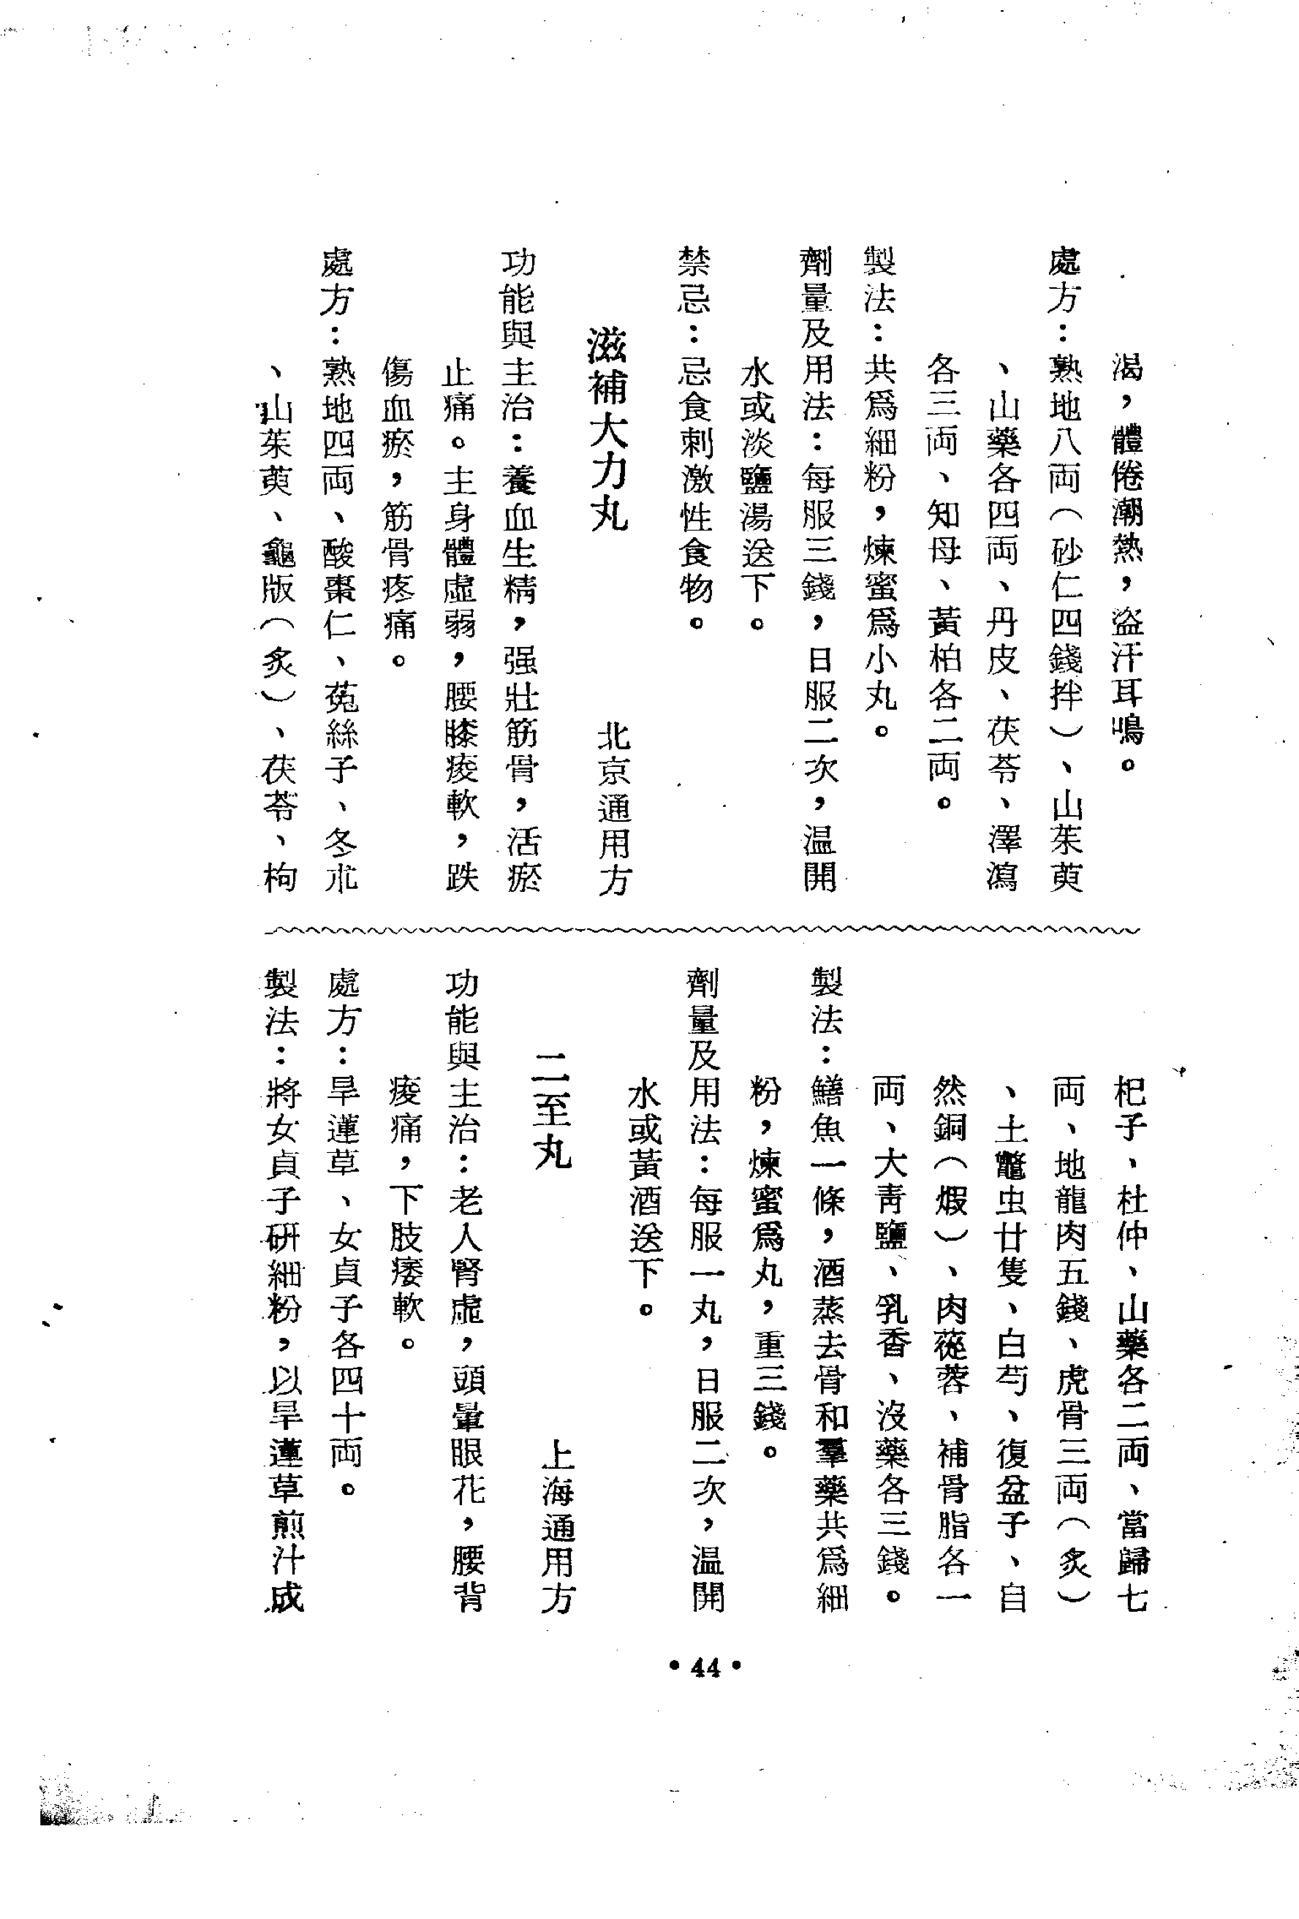 渴，體倦潮熱，盜汗耳鳴。
處方：熟地八両（砂仁四錢拌）、山茱萸
、山藥各四両、丹皮、茯苓、澤瀉
各三両、知母、黃柏各二両。
製法：共爲細粉，煉蜜爲小丸。
劑量及用法：每服三錢，日服二次，温開
水或淡鹽湯送下。
禁忌：忌食刺激性食物。
滋補大力丸　北京通用方
功能與主治：養血生精，强壯筋骨，活瘀
止痛。主身體虛弱，腰膝痠軟，跌
傷血瘀，筋骨疼痛。
處方：熟地四両、酸棗仁、菟絲子、冬朮
、山茱萸、龜版（炙）、茯苓、枸
杞子、杜仲、山藥各二両、當歸七
両、地龍肉五錢、虎骨三両（炙）
、土鼈虫廿隻、白芍、復盆子、自
然銅（煆）、肉蓯蓉、補骨脂各一
両、大青鹽、乳香、沒藥各三錢。
製法：鱔魚一條，酒蒸去骨和羣藥共爲細
粉，煉蜜爲丸，重三錢。
劑量及用法：每服一丸，日服二次，温開
水或黃酒送下。
二至丸　上海通用方
功能與主治：老人腎虛，頭暈眼花，腰背
痠痛，下肢痿軟。
處方：旱蓮草、女貞子各四十両。
製法：將女貞子研細粉，以旱蓮草煎汁成
•44•